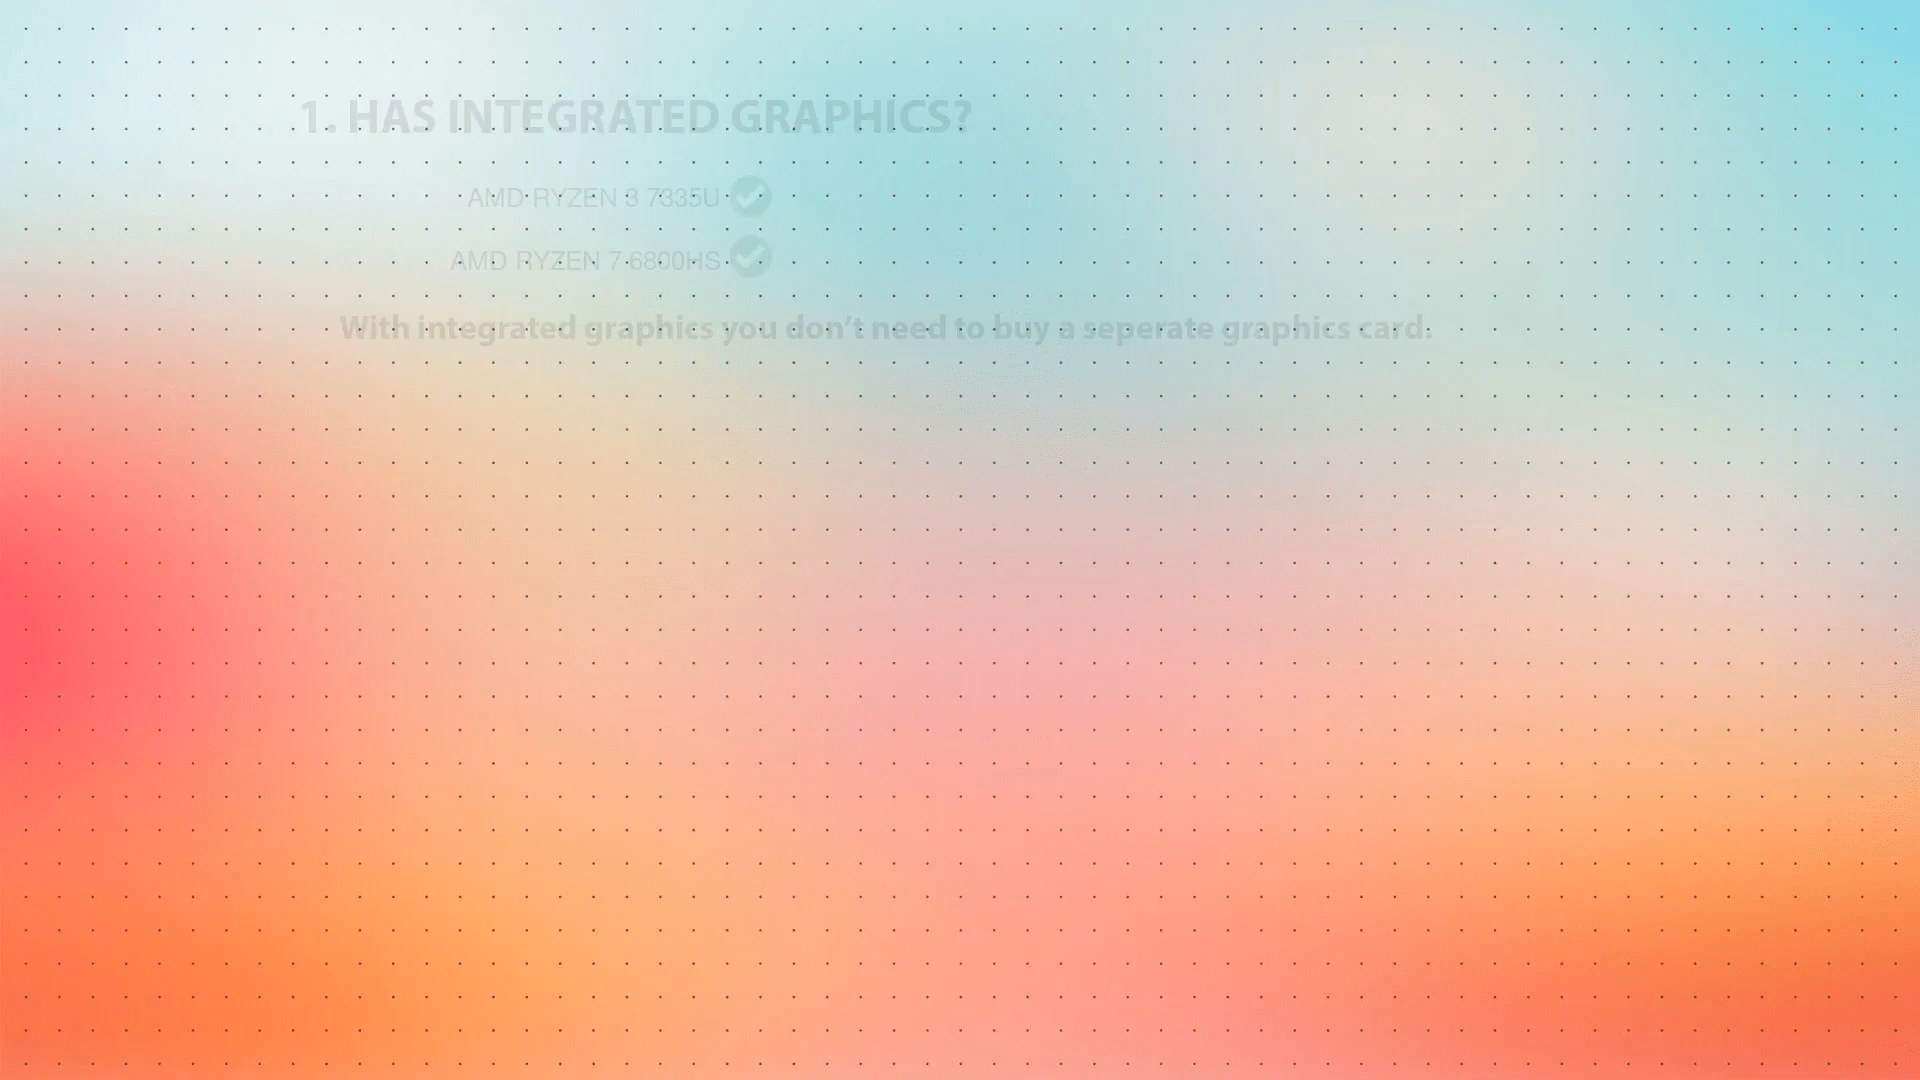 1. HAS INTEGRATED GRAPHICS?
AMD RYZEN 3 7335U
AMD RYZEN 7 6800HS
With integrated graphics you don’t need to buy a seperate graphics card.